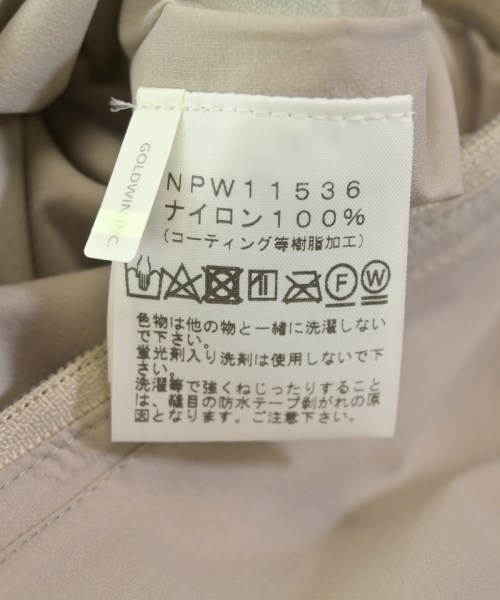 GOLDWIN INC.
NPW11536
ナイロン100%
(コーティング等樹脂加工)
F W
色物は他の物と一緒に洗濯しない
で下さい。
蛍光剤入り洗剤は使用しないで下
さい。
洗濯等で強くねじったりすること
は、縫目の防水テープ剥がれの原
因となります。ご注意下さい。